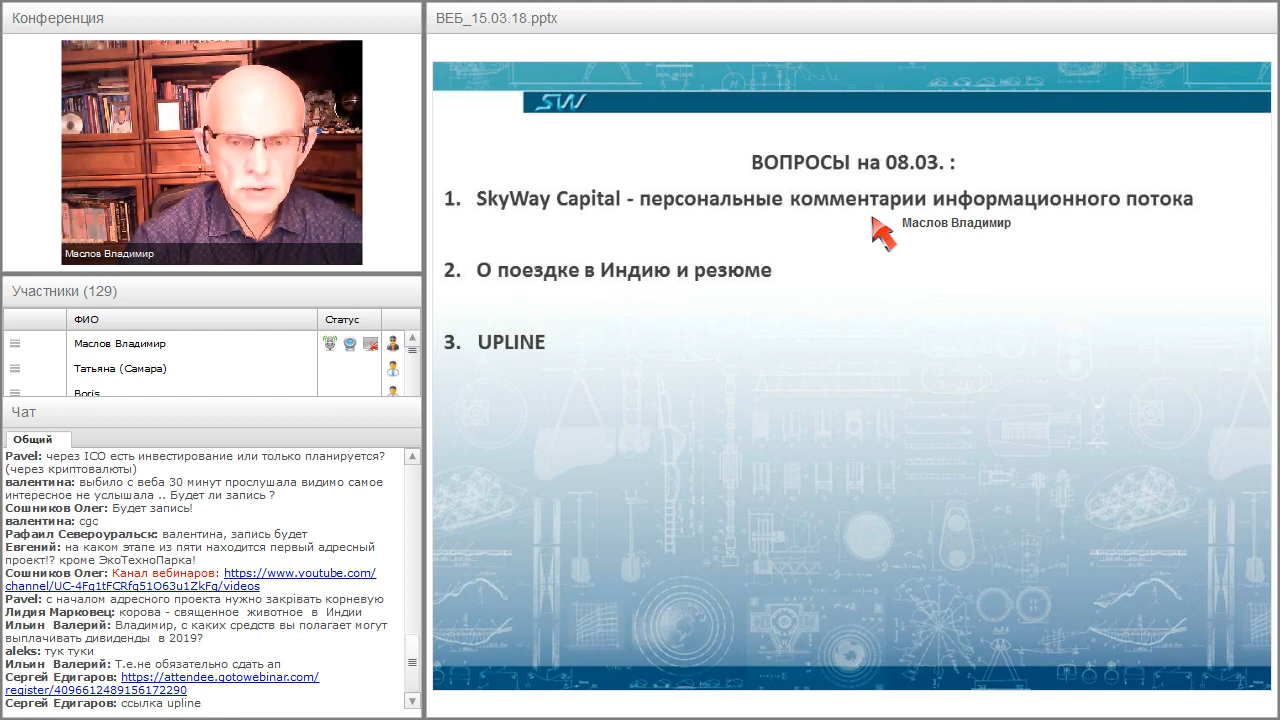 Конференция
Маслов Владимир
Участники (129)
ФИО
Статус
Маслов Владимир
Татьяна (Самара)
Boris
Чат
Общий
Pavel: через ICO есть инвестирование или только планируется?
(через криптовалюты)
валентина: выбило с веба 30 минут прослушала видимо самое
интересное не услышала .. Будет ли запись ?
Сошников Олег: Будет запись!
валентина: cgc
Рафаил Североуральск: валентина, запись будет
Евгений: на каком этапе из пяти находится первый адресный
проект!? кроме ЭкоТехноПарка!
Сошников Олег: Канал вебинаров: https://www.youtube.com/
channel/UC-4Fq1tFCRfq51O63u1ZkFg/videos
Pavel: с началом адресного проекта нужно закрівать корневую
Лидия Марковец: корова - священное животное в Индии
Ильин Валерий: Владимир, с каких средств вы полагает могут
выплачивать дивиденды в 2019?
aleks: тук туки
Ильин Валерий: Т.е.не обязательно сдать ап
Сергей Едигаров: https://attendee.gotowebinar.com/
register/4096612489156172290
Сергей Едигаров: ссылка upline
ВЕБ_15.03.18.pptx
SW
ВОПРОСЫ на 08.03. :
1. SkyWay Capital - персональные комментарии информационного потока
Маслов Владимир
2. О поездке в Индию и резюме
3. UPLINE